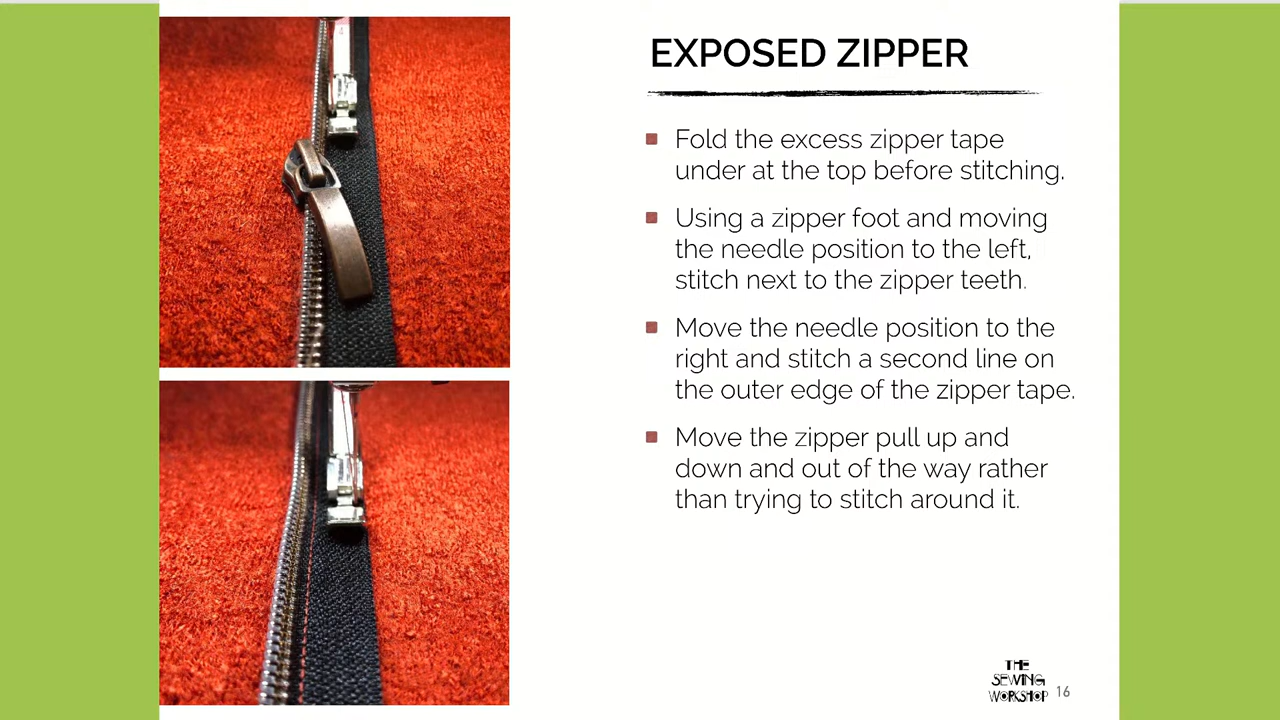 EXPOSED ZIPPER
Fold the excess zipper tape
under at the top before stitching.
Using a zipper foot and moving
the needle position to the left,
stitch next to the zipper teeth.
Move the needle position to the
right and stitch a second line on
the outer edge of the zipper tape.
Move the zipper pull up and
down and out of the way rather
than trying to stitch around it.
THE
SEWING
WORKSHOP
16
4